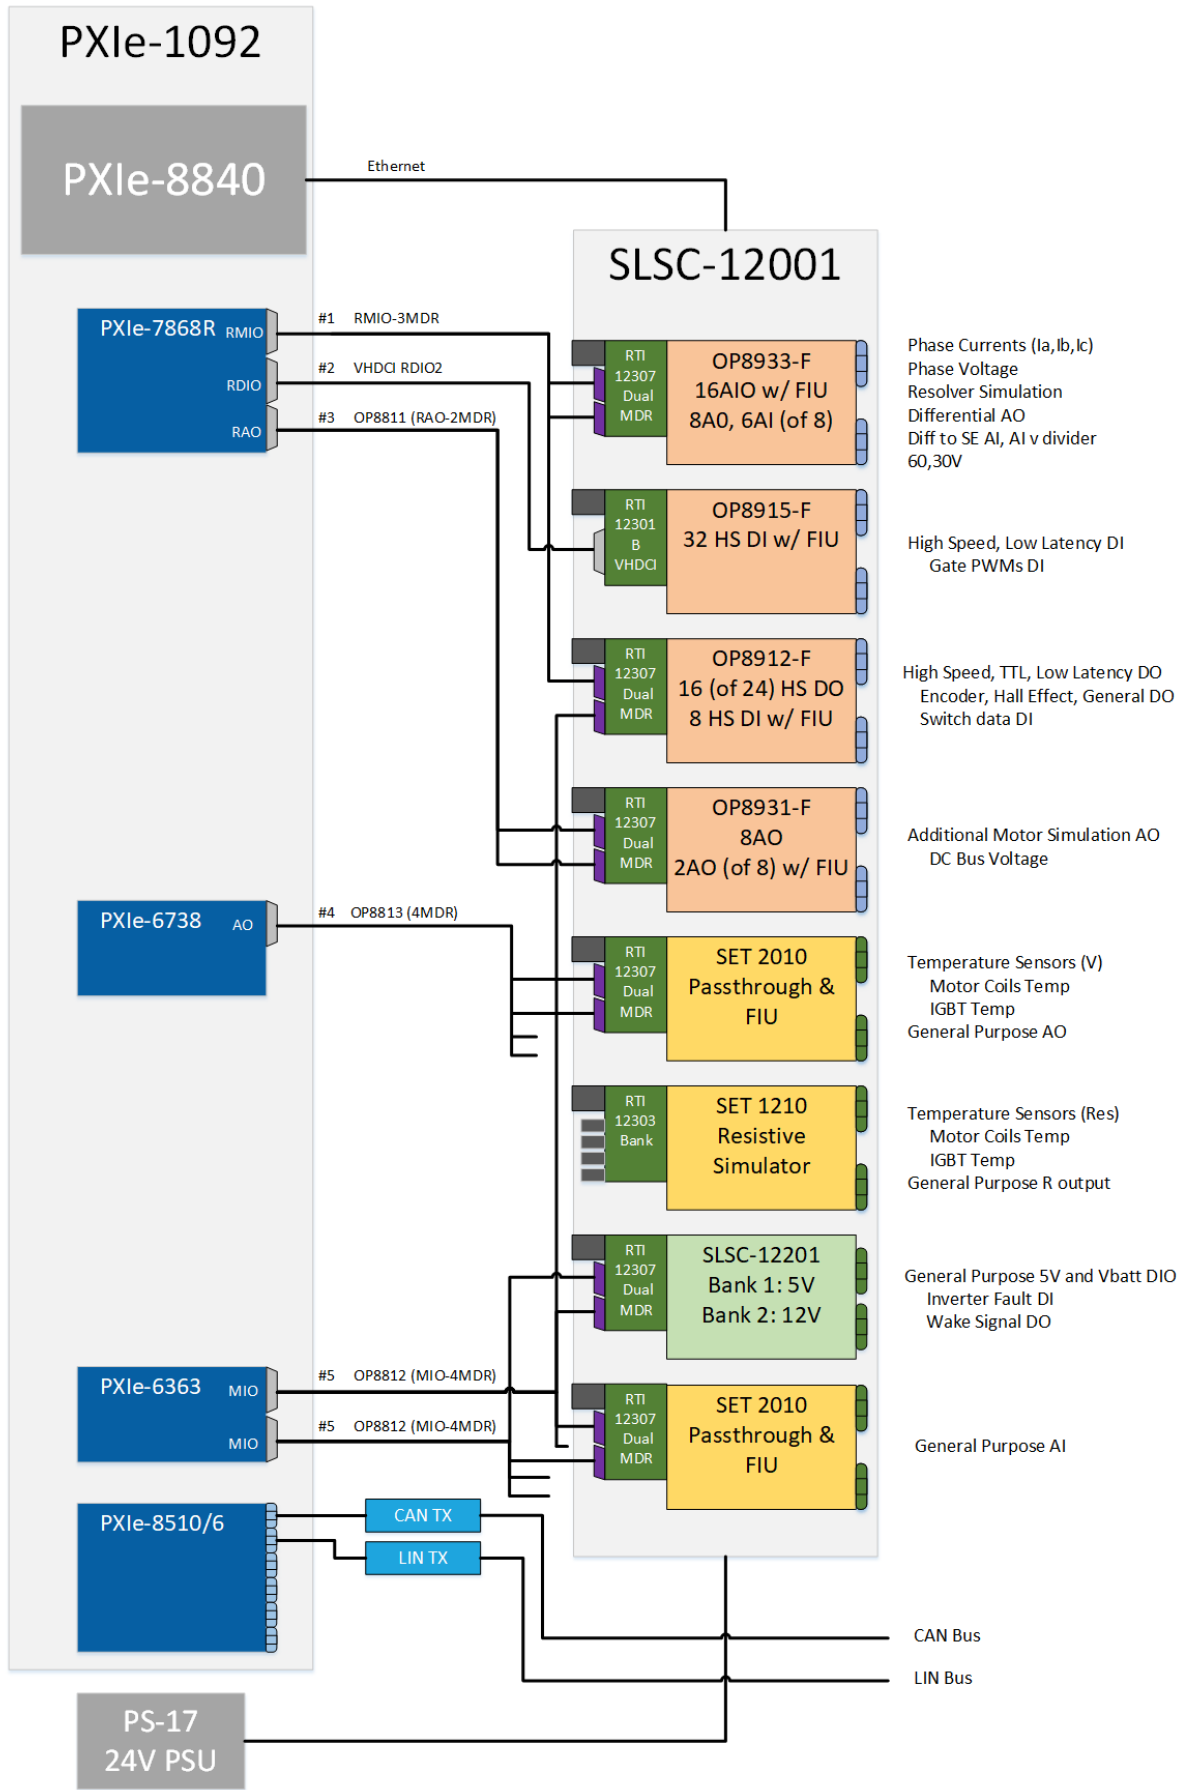 PXIe-1092
PXIe-8840
Ethernet
SLSC-12001
PXIe-7868R
RMIO
RDIO
RAO
#1 RMIO-3MDR
#2 VHDCI RDIO2
#3 OP8811 (RAO-2MDR)
RTI
12307
Dual
MDR
OP8933-F
16AIO w/ FIU
8A0, 6AI (of 8)
Phase Currents (Ia,Ib,Ic)
Phase Voltage
Resolver Simulation
Differential AO
Diff to SE AI, AI v divider
60,30V
RTI
12301
B
VHDCI
OP8915-F
32 HS DI w/ FIU
High Speed, Low Latency DI
Gate PWMs DI
RTI
12307
Dual
MDR
OP8912-F
16 (of 24) HS DO
8 HS DI w/ FIU
High Speed, TTL, Low Latency DO
Encoder, Hall Effect, General DO
Switch data DI
RTI
12307
Dual
MDR
OP8931-F
8AO
2AO (of 8) w/ FIU
Additional Motor Simulation AO
DC Bus Voltage
PXIe-6738
AO
#4 OP8813 (4MDR)
RTI
12307
Dual
MDR
SET 2010
Passthrough &
FIU
Temperature Sensors (V)
Motor Coils Temp
IGBT Temp
General Purpose AO
RTI
12303
Bank
SET 1210
Resistive
Simulator
Temperature Sensors (Res)
Motor Coils Temp
IGBT Temp
General Purpose R output
RTI
12307
Dual
MDR
SLSC-12201
Bank 1: 5V
Bank 2: 12V
General Purpose 5V and Vbatt DIO
Inverter Fault DI
Wake Signal DO
PXIe-6363
MIO
MIO
#5 OP8812 (MIO-4MDR)
#5 OP8812 (MIO-4MDR)
RTI
12307
Dual
MDR
SET 2010
Passthrough &
FIU
General Purpose AI
PXIe-8510/6
CAN TX
LIN TX
CAN Bus
LIN Bus
PS-17
24V PSU